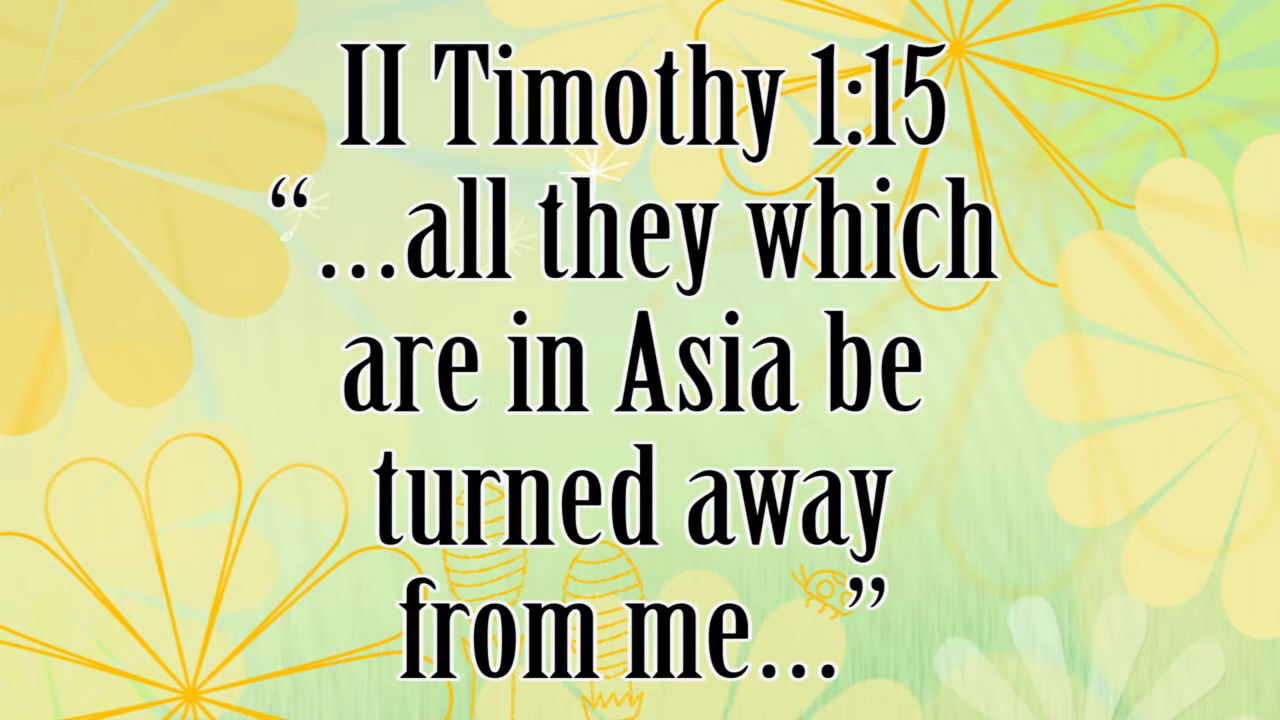 II Timothy 1:15
“...all they which
are in Asia be
turned away
from me...”